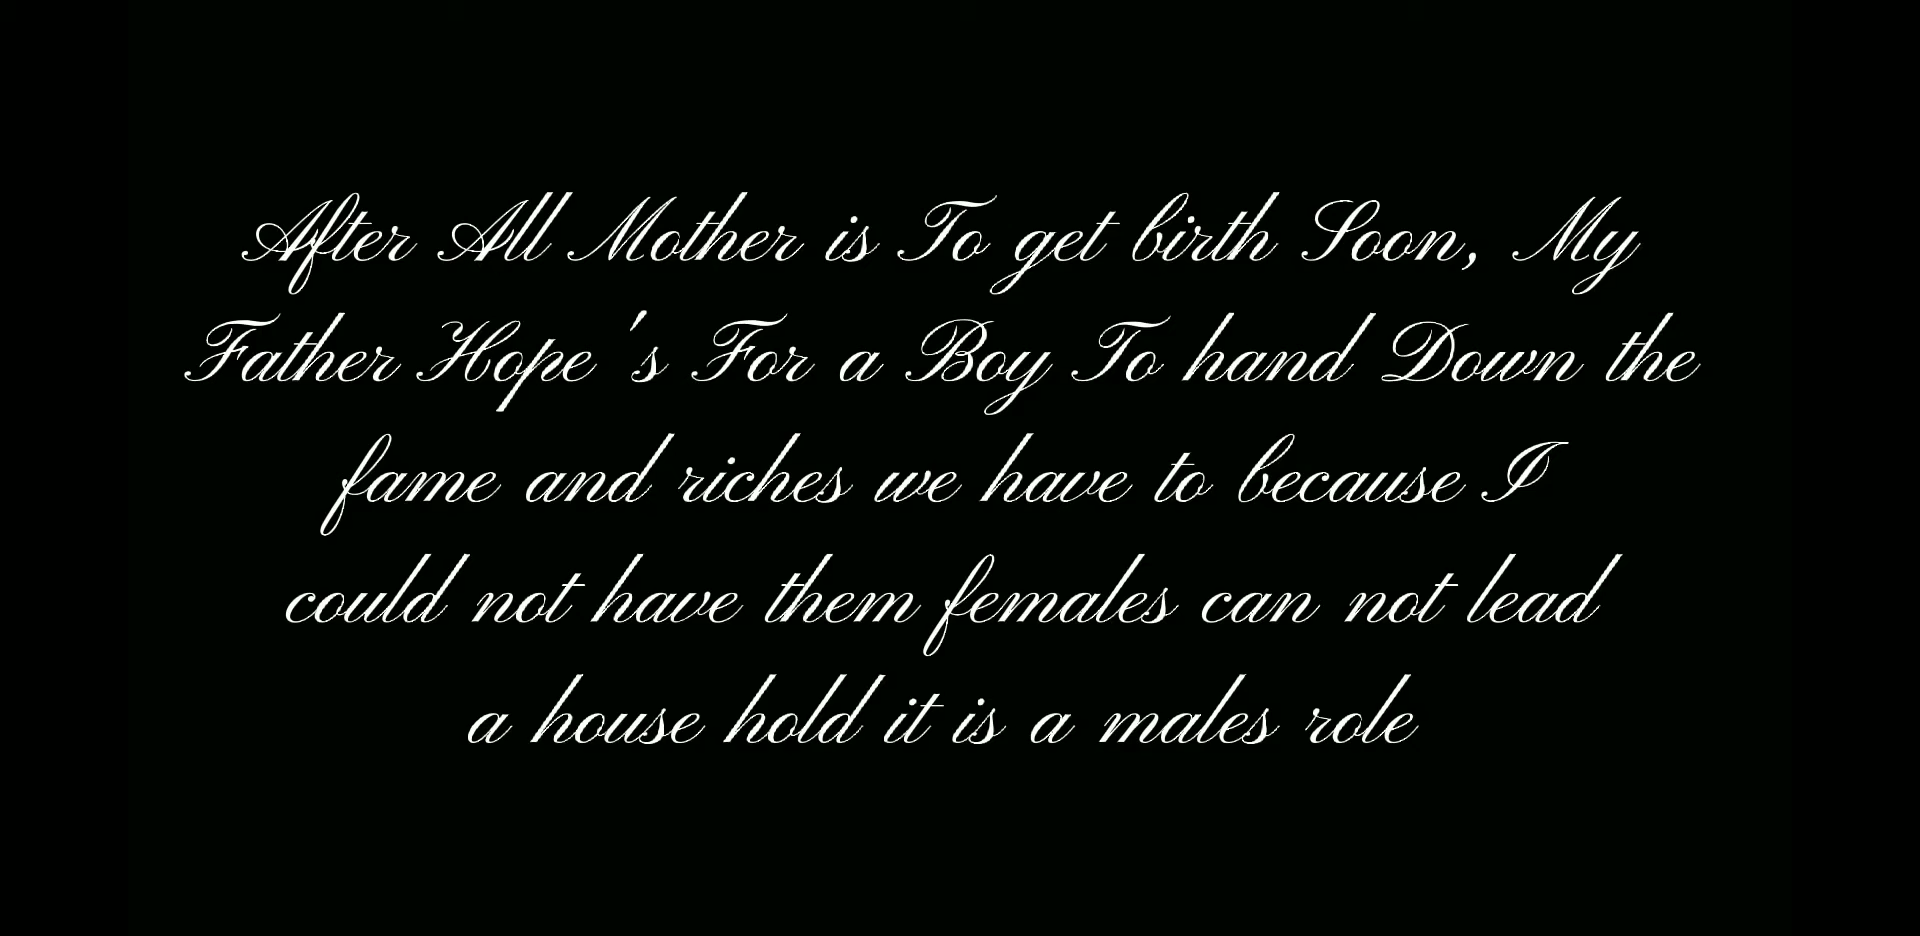 After All Mother is To get birth Soon, My
Father Hope's For a Boy To hand Down the
fame and riches we have to because I
could not have them females can not lead
a house hold it is a males role